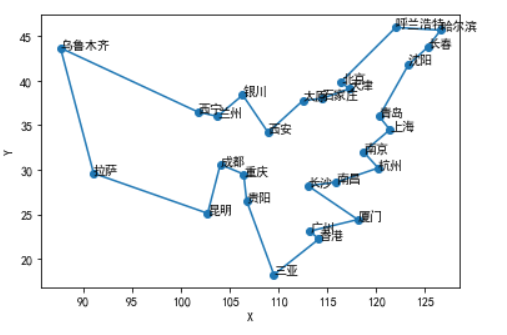 45
40
35
30
25
20
90
95
100
105
110
115
120
125
X
Y
呼兰浩特
哈尔滨
乌鲁木齐
长春
沈阳
北京
天津
银川
太原
石家庄
西宁
兰州
青岛
西安
上海
南京
成都
杭州
拉萨
重庆
长沙
南昌
贵阳
昆明
厦门
广州
香港
三亚